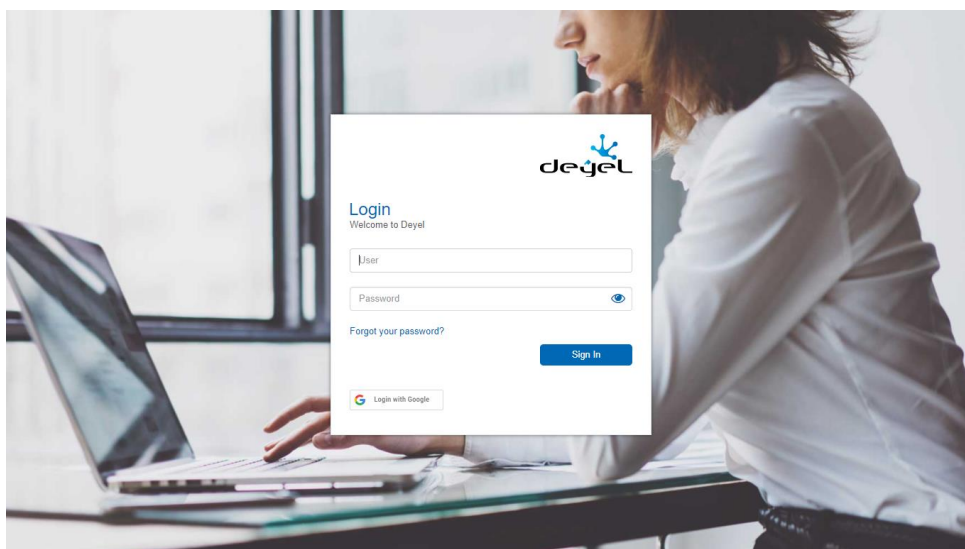 deyel
Login
Welcome to Deyel
User
Password
Forgot your password?
Sign In
Login with Google